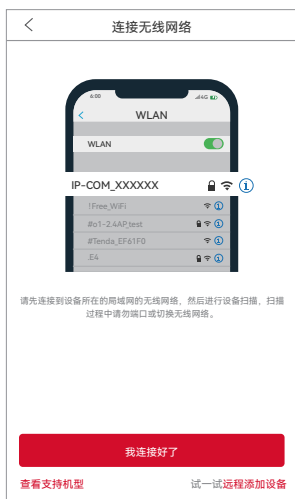 连接无线网络
6:00
4G
WLAN
WLAN
IP-COM_XXXXXX
!Free_WiFi
#o1-2.4AP_test
#Tenda_EF61F0
.E4
请先连接到设备所在的局域网的无线网络，然后进行设备扫描，扫描
过程中请勿端口或切换无线网络。
我连接好了
查看支持机型
试一试远程添加设备